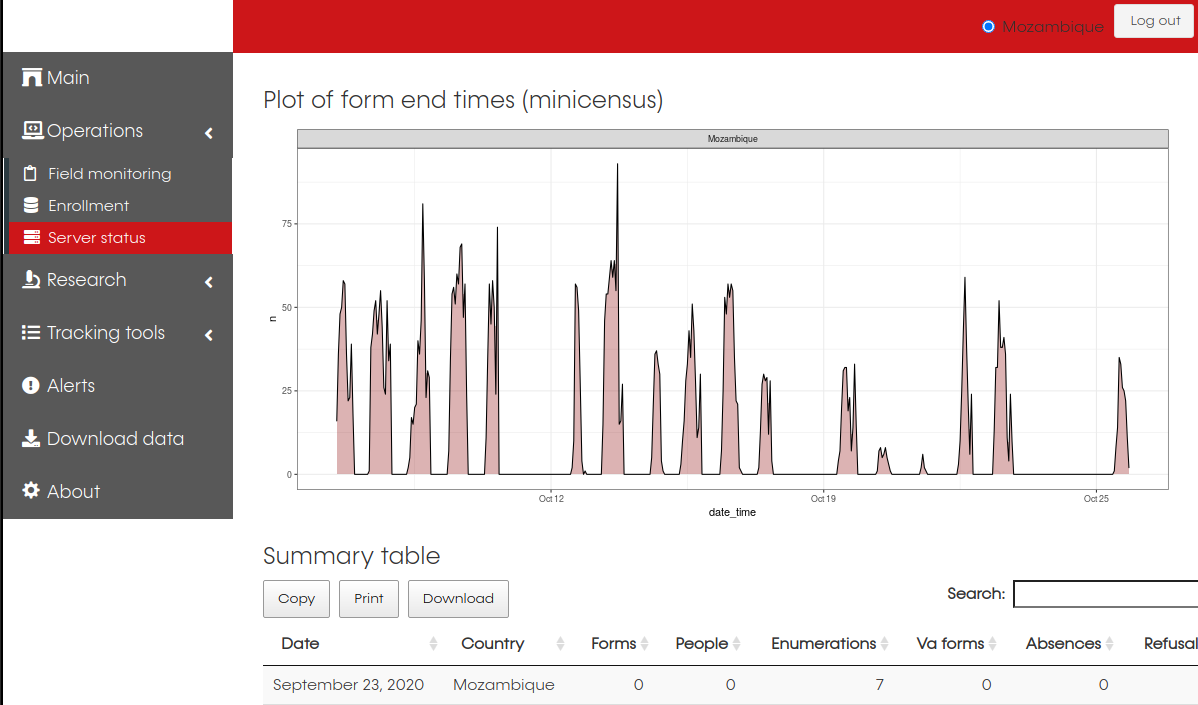 Mozambique Log out
Main
Operations
Field monitoring
Enrollment
Server status
Research
Tracking tools
Alerts
Download data
About
Plot of form end times (minicensus)
Mozambique
75
50
25
0
n
Oct 12 Oct 19 Oct 25
date_time
Summary table
Copy Print Download Search:
Date Country Forms People Enumerations Va forms Absences Refusal
September 23, 2020 Mozambique 0 0 7 0 0